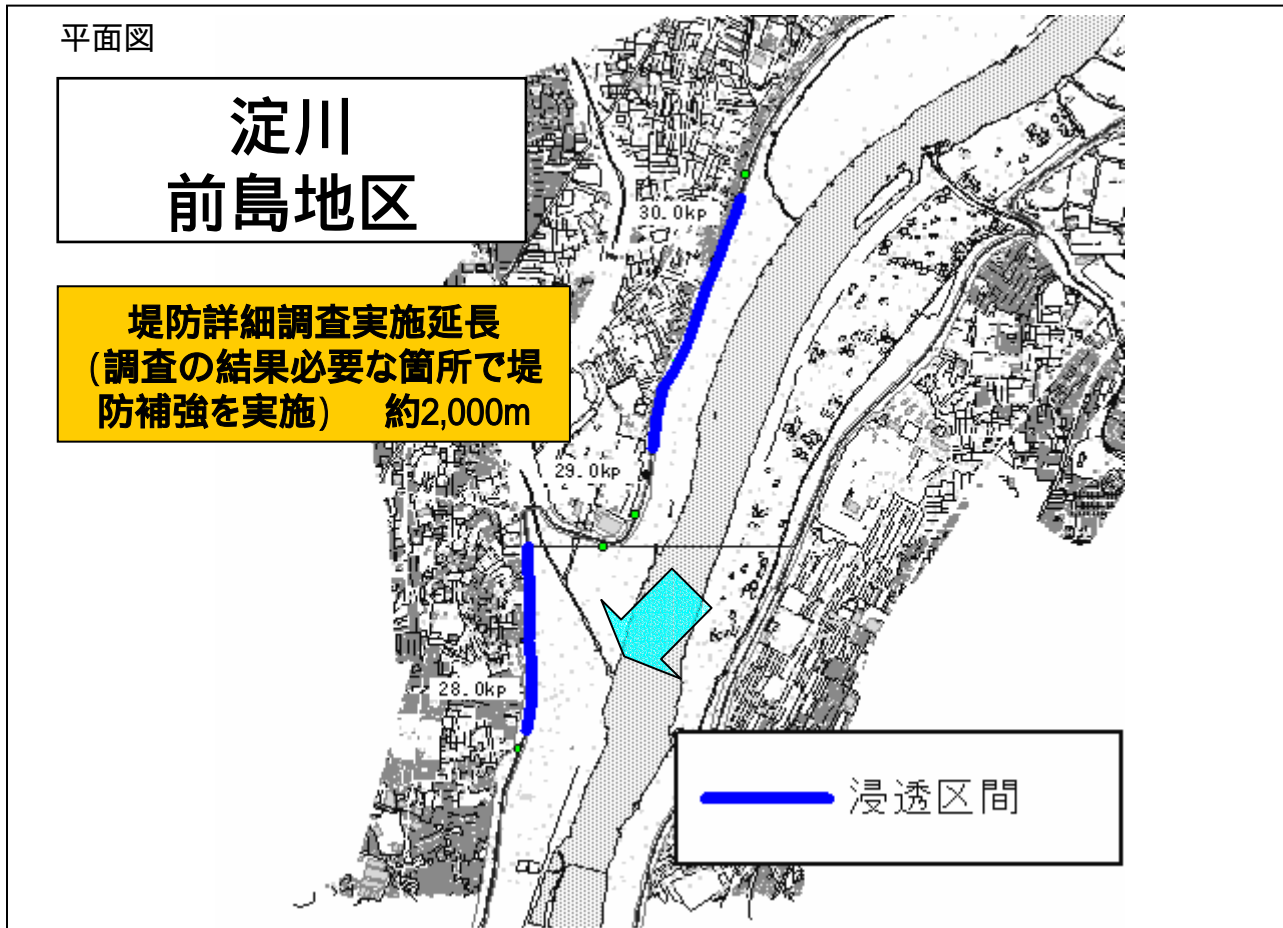 平面図
淀川
前島地区
堤防詳細調査実施延長
(調査の結果必要な箇所で堤
防補強を実施) 約2,000m
30.0kp
29.0kp
28.0kp
浸透区間